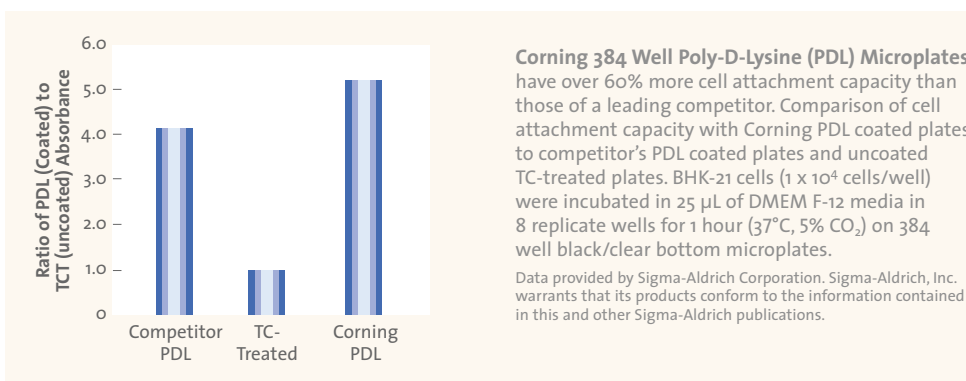 6.0
5.0
4.0
3.0
2.0
1.0
0
Ratio of PDL (Coated) to
TCT (uncoated) Absorbance
Competitor
PDL
TC-
Treated
Corning
PDL
Corning 384 Well Poly-D-Lysine (PDL) Microplates
have over 60% more cell attachment capacity than
those of a leading competitor. Comparison of cell
attachment capacity with Corning PDL coated plates
to competitor’s PDL coated plates and uncoated
TC-treated plates. BHK-21 cells (1 x 10⁴ cells/well)
were incubated in 25 µL of DMEM F-12 media in
8 replicate wells for 1 hour (37°C, 5% CO₂) on 384
well black/clear bottom microplates.
Data provided by Sigma-Aldrich Corporation. Sigma-Aldrich, Inc.
warrants that its products conform to the information contained
in this and other Sigma-Aldrich publications.